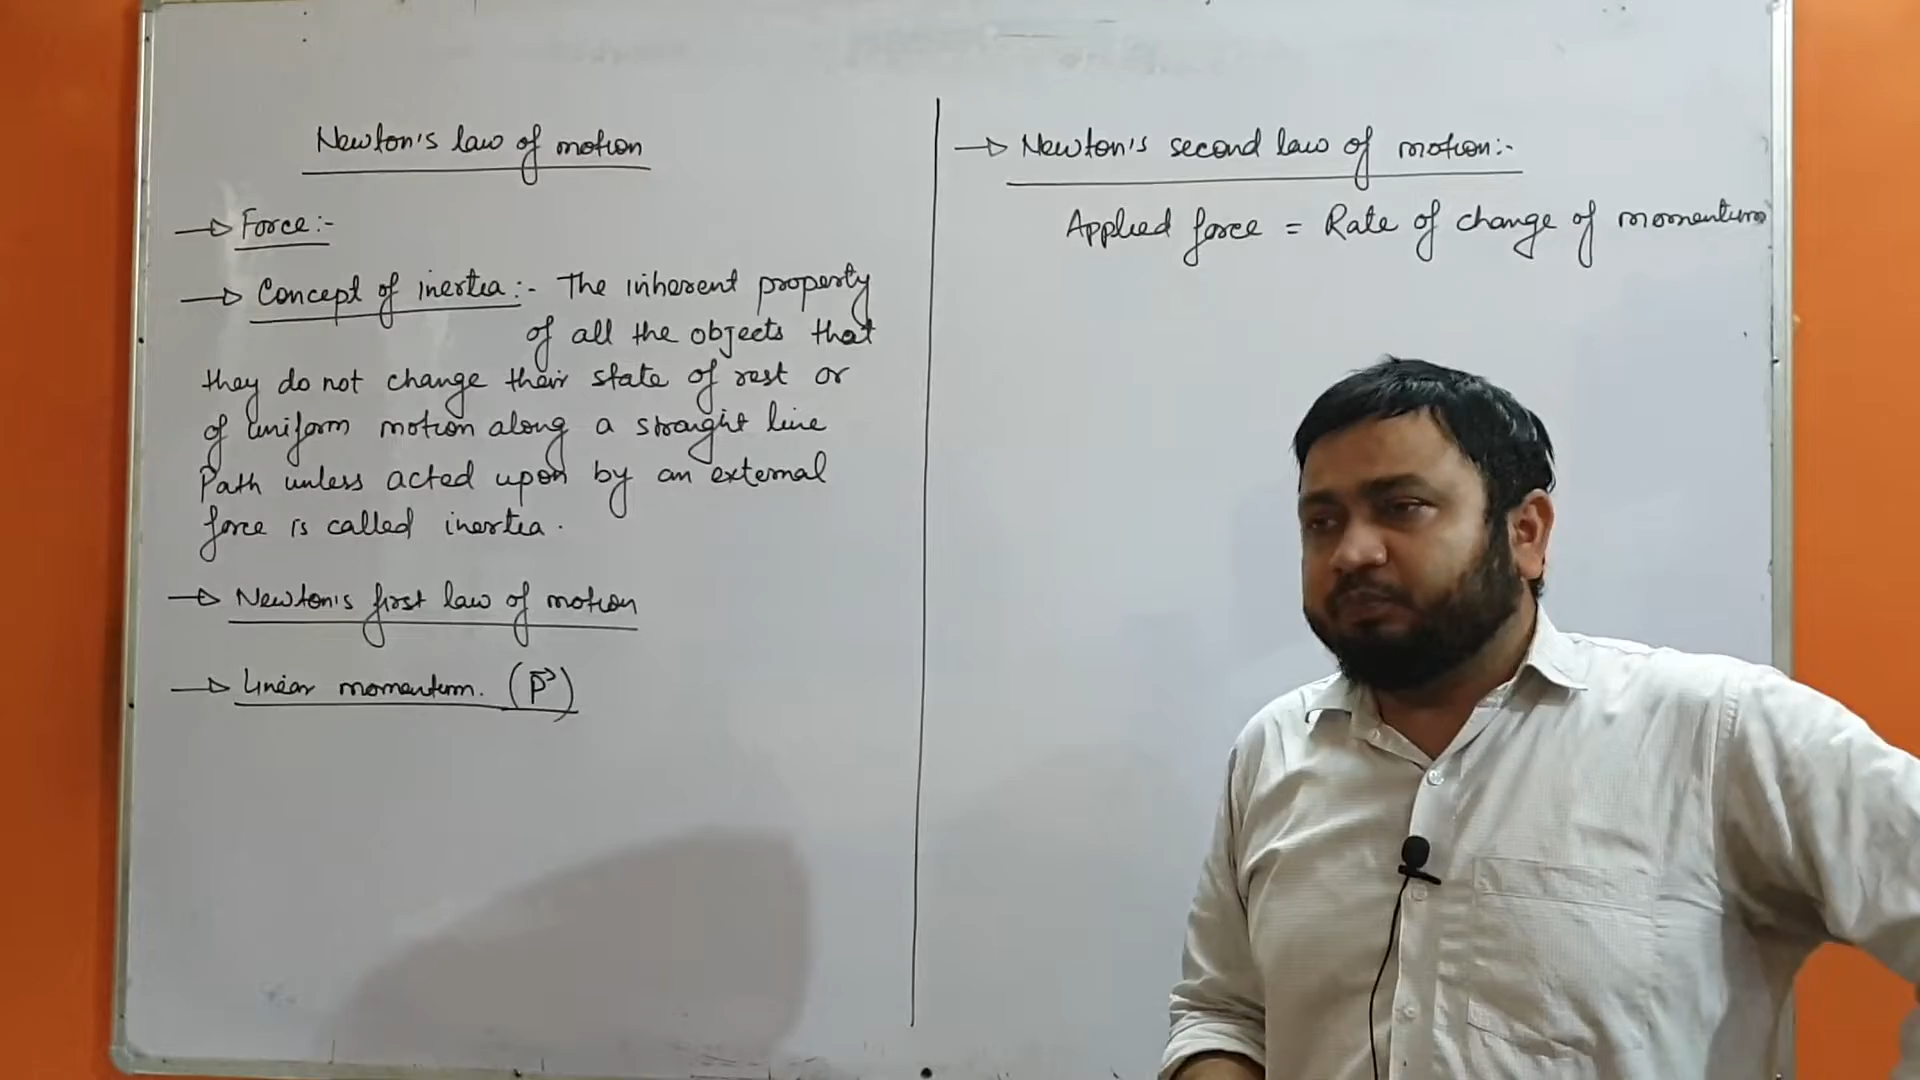 Newton's law of motion
→ Force:-
→ Concept of inertia:- The inherent property
of all the objects that
they do not change their state of rest or
of uniform motion along a straight line
Path unless acted upon by an external
force is called inertia.
→ Newton's first law of motion
→ Linear momentum. (P⃗)
→ Newton's second law of motion:-
Applied force = Rate of change of momentum